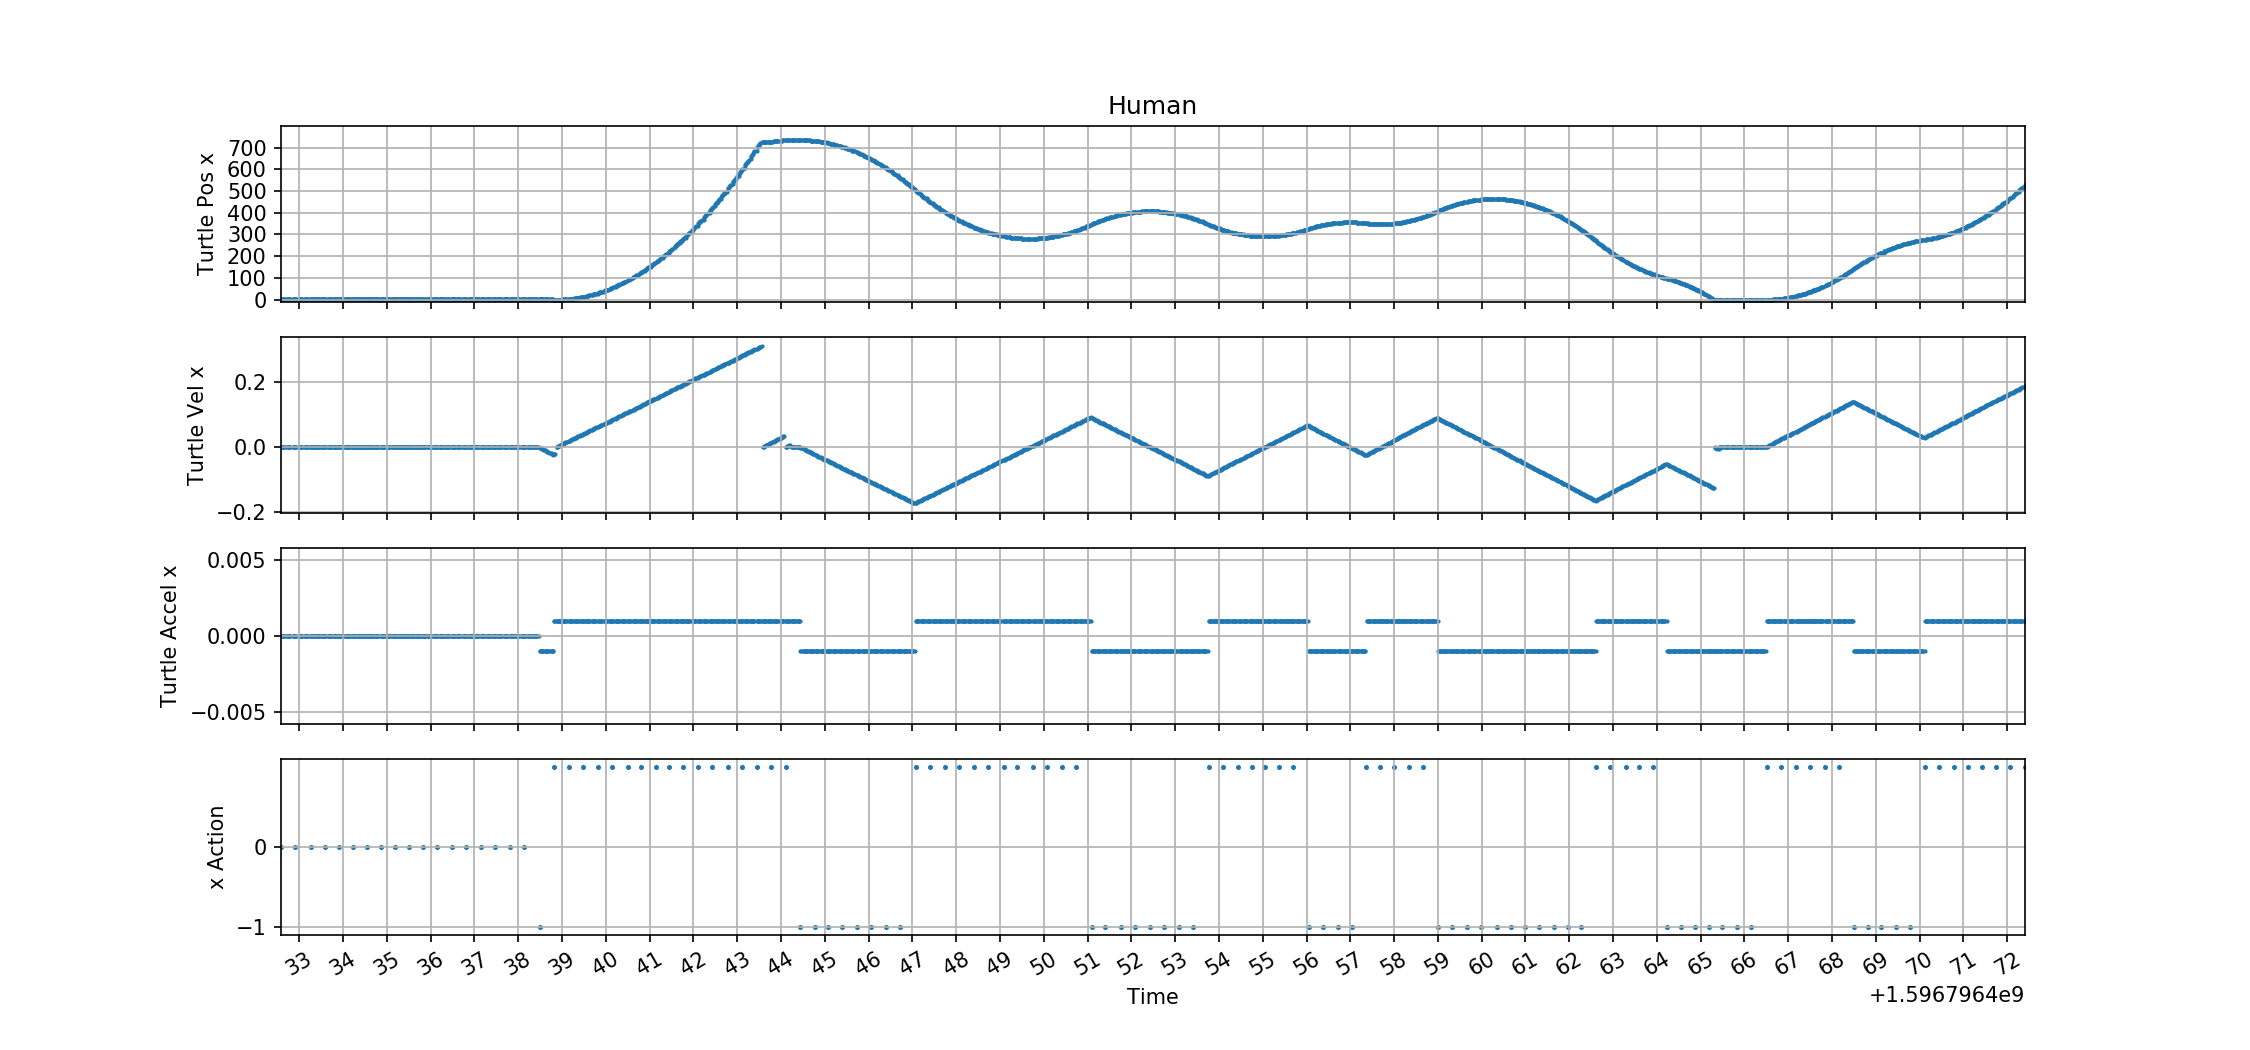 Human
Turtle Pos x
700
600
500
400
300
200
100
0
Turtle Vel x
0.2
0.0
−0.2
Turtle Accel x
0.005
0.000
−0.005
x Action
0
−1
33 34 35 36 37 38 39 40 41 42 43 44 45 46 47 48 49 50 51 52 53 54 55 56 57 58 59 60 61 62 63 64 65 66 67 68 69 70 71 72
Time
+1.5967964e9